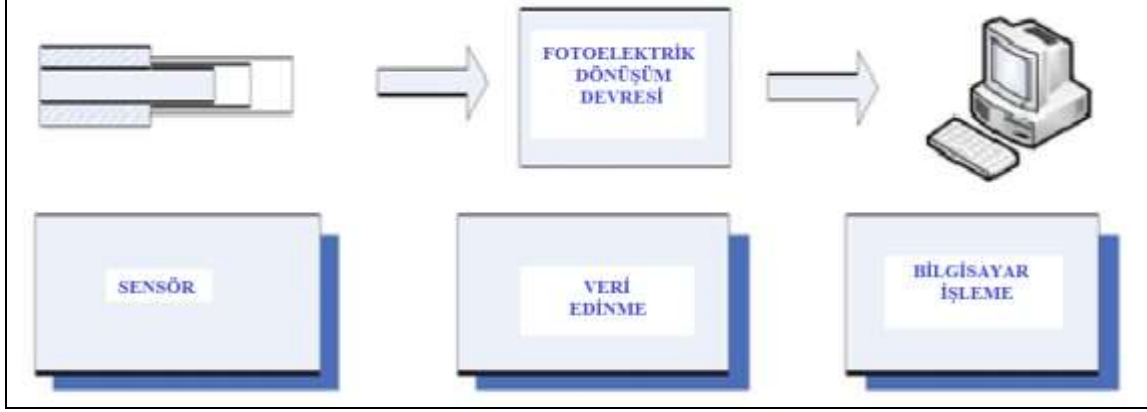 FOTOELEKTRİK
DÖNÜŞÜM
DEVRESİ
SENSÖR
VERİ
EDİNME
BİLGİSAYAR
İŞLEME